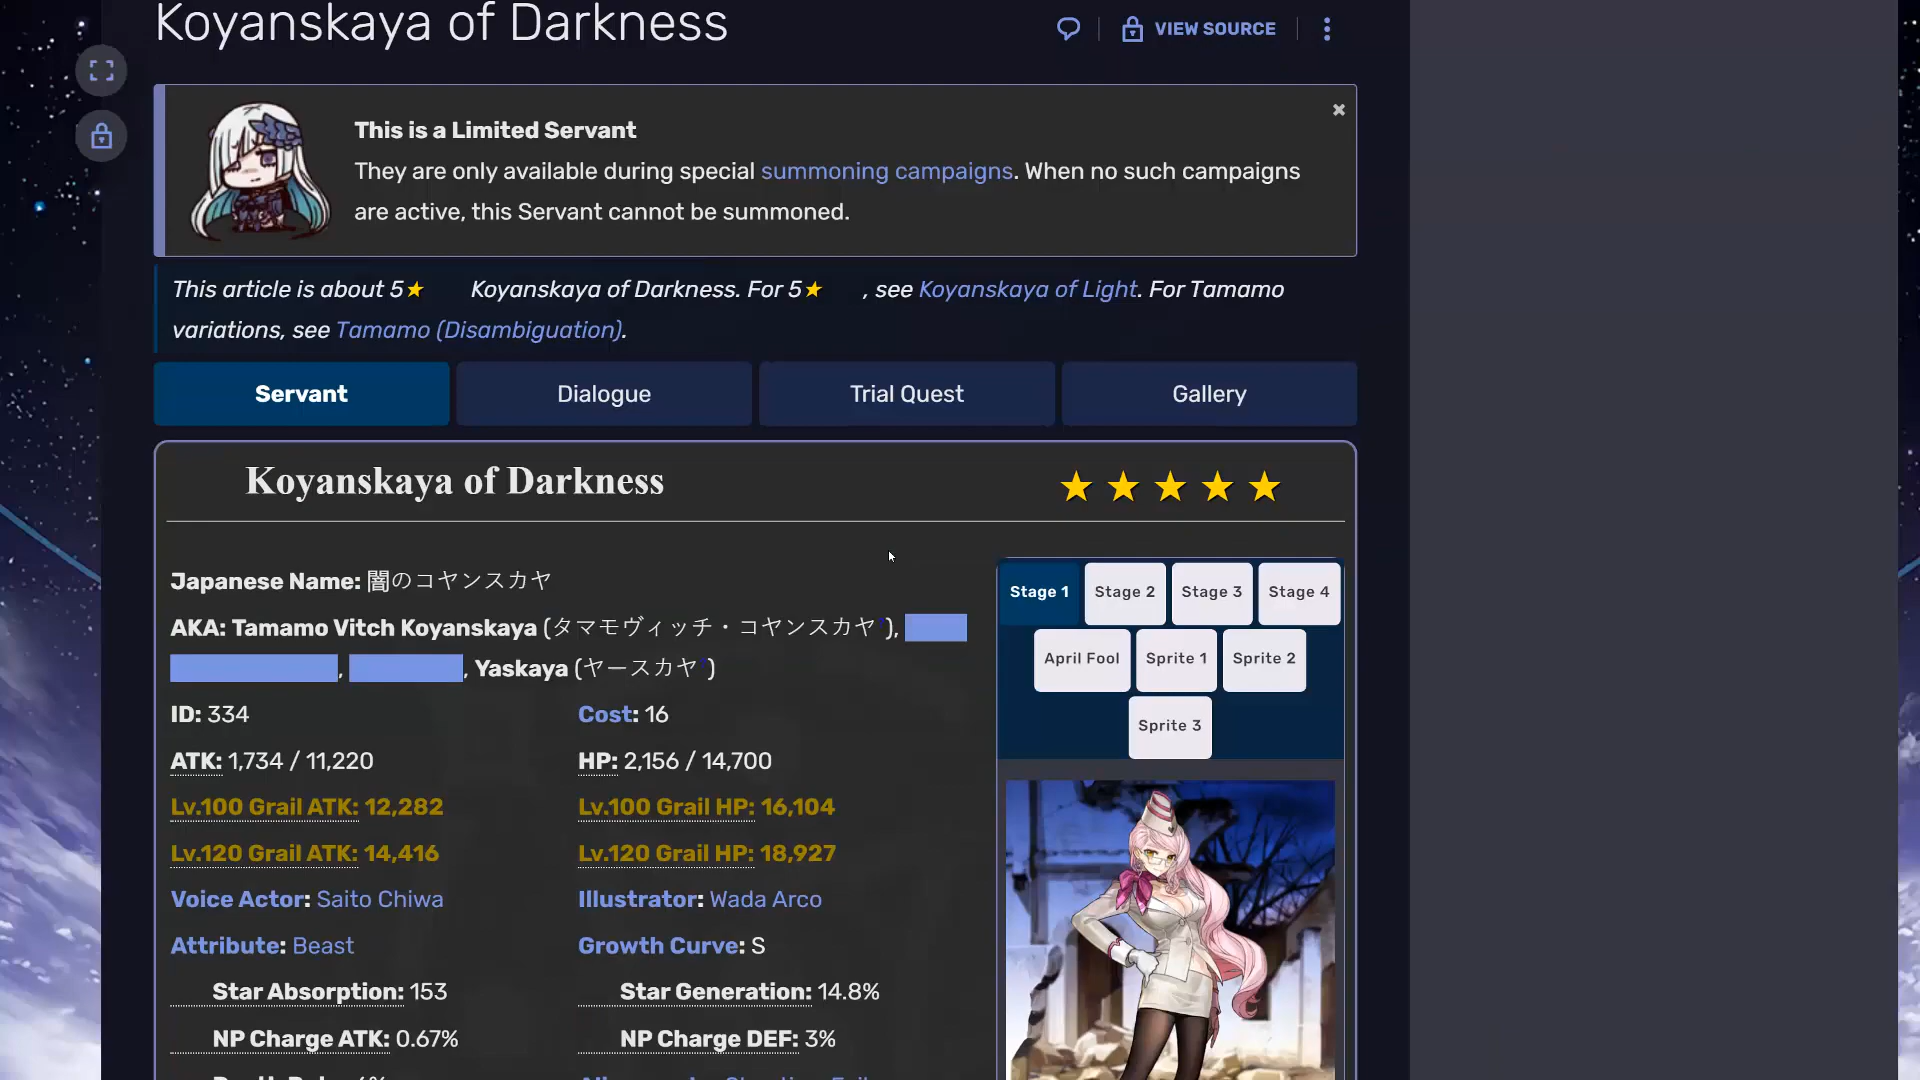 Koyanskaya of Darkness
VIEW SOURCE
This is a Limited Servant
They are only available during special summoning campaigns. When no such campaigns
are active, this Servant cannot be summoned.
This article is about 5★ Koyanskaya of Darkness. For 5★ , see Koyanskaya of Light. For Tamamo
variations, see Tamamo (Disambiguation).
Servant Dialogue Trial Quest Gallery
Koyanskaya of Darkness ★ ★ ★ ★ ★
Japanese Name: 闇のコヤンスカヤ
AKA: Tamamo Vitch Koyanskaya (タマモヴィッチ・コヤンスカヤ),
, , Yaskaya (ヤースカヤ)
ID: 334 Cost: 16
ATK: 1,734 / 11,220 HP: 2,156 / 14,700
Lv.100 Grail ATK: 12,282 Lv.100 Grail HP: 16,104
Lv.120 Grail ATK: 14,416 Lv.120 Grail HP: 18,927
Voice Actor: Saito Chiwa Illustrator: Wada Arco
Attribute: Beast Growth Curve: S
Star Absorption: 153 Star Generation: 14.8%
NP Charge ATK: 0.67% NP Charge DEF: 3%
Stage 1 Stage 2 Stage 3 Stage 4
April Fool Sprite 1 Sprite 2
Sprite 3